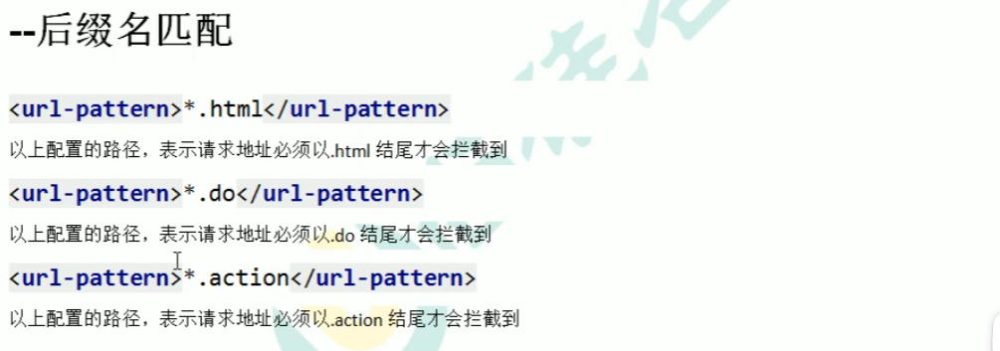 --后缀名匹配
<url-pattern>*.html</url-pattern>
以上配置的路径，表示请求地址必须以.html 结尾才会拦截到
<url-pattern>*.do</url-pattern>
以上配置的路径，表示请求地址必须以.do 结尾才会拦截到
<url-pattern>*.action</url-pattern>
以上配置的路径，表示请求地址必须以.action 结尾才会拦截到